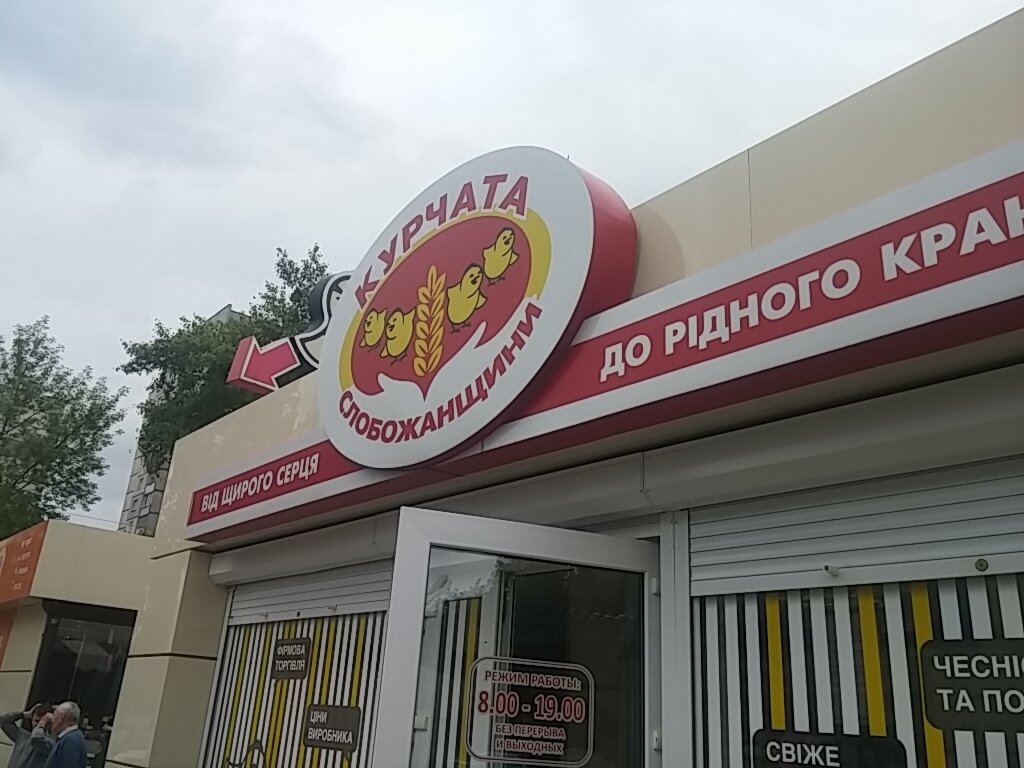 КУРЧАТА
СЛОБОЖАНЩИНИ
ВІД ЩИРОГО СЕРЦЯ
ДО РІДНОГО
ФІРМОВА
ТОРГІВЛЯ
ЦІНИ
ВИРОБНИКА
РЕЖИМ РАБОТЫ:
8.00 - 19.00
БЕЗ ПЕРЕРЫВА
И ВЫХОДНЫХ
ТА
СВІЖЕ